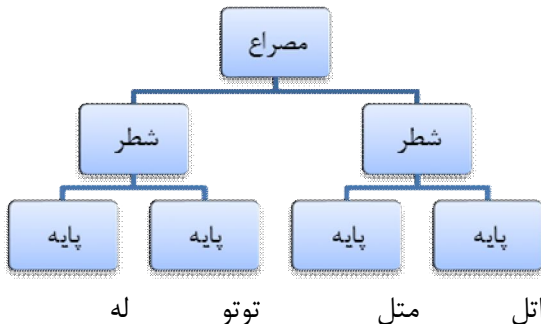 مصراع
شطر شطر
پایه پایه پایه پایه
اتل متل توتو له